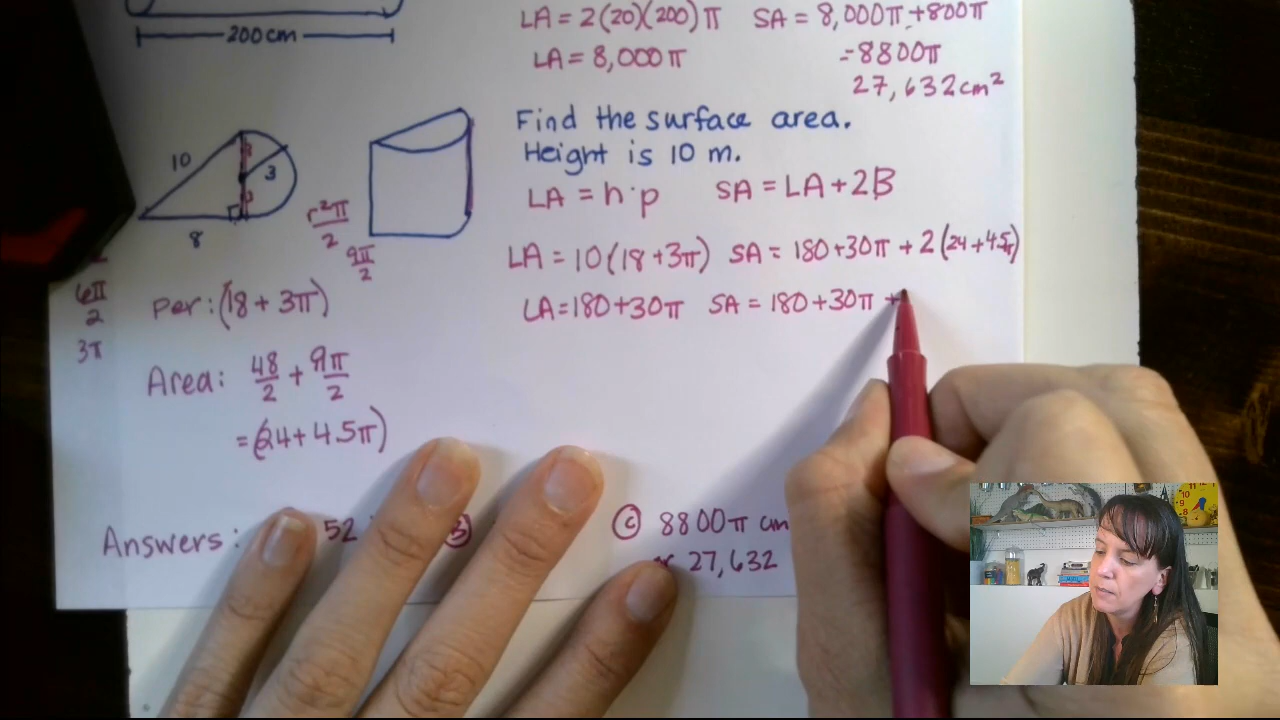 200 cm
LA = 2(20)(200)π SA = 8,000π + 800π
LA = 8,000π = 8800π
27,632 cm²
Find the surface area.
Height is 10 m.
10
3
8
LA = h·p SA = LA + 2B
r²π
2
9π
2
LA = 10(18 + 3π) SA = 180 + 30π + 2(24 + 4.5π)
LA = 180 + 30π SA = 180 + 30π +
6π
2
3π
Per: (18 + 3π)
Area: 48/2 + 9π/2
= (24 + 4.5π)
Answers: 52 C 8800π cm
27,632